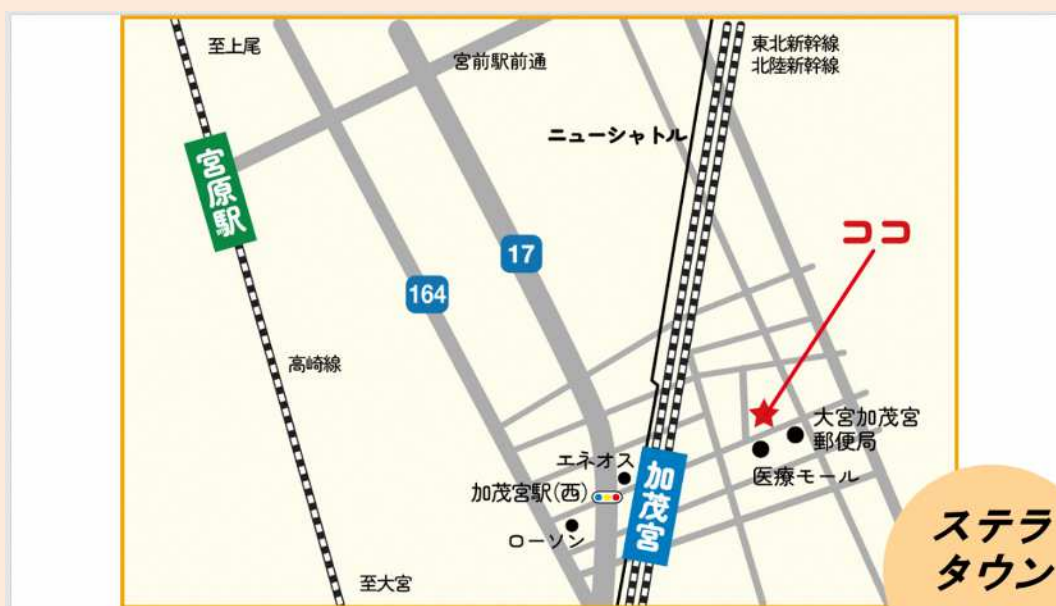 至上尾
宮前駅前通
東北新幹線
北陸新幹線
ニューシャトル
宮原駅
ココ
17
164
高崎線
大宮加茂宮
郵便局
エネオス
医療モール
加茂宮駅(西)
加茂宮
ローソン
ステラ
タウン
至大宮